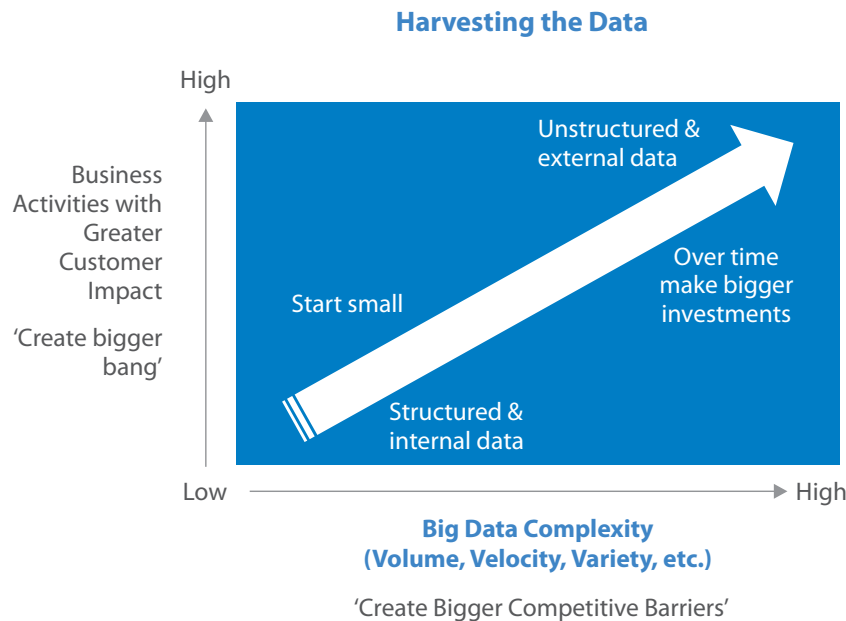 Harvesting the Data
High
Business
Activities with
Greater
Customer
Impact
‘Create bigger
bang’
Unstructured &
external data
Over time
make bigger
investments
Start small
Structured &
internal data
Low
High
Big Data Complexity
(Volume, Velocity, Variety, etc.)
‘Create Bigger Competitive Barriers’